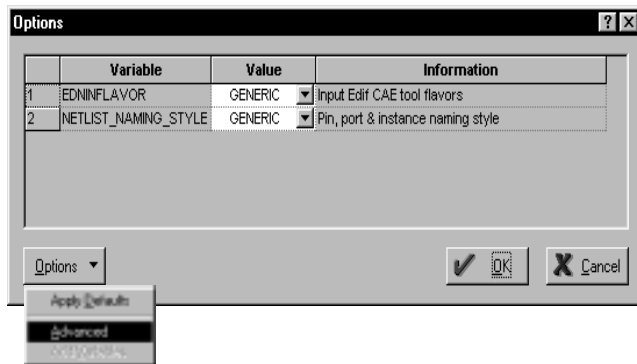 Options
? X
Variable Value Information
1 EDNINFLAVOR GENERIC Input Edif CAE tool flavors
2 NETLIST_NAMING_STYLE GENERIC Pin, port & instance naming style
Options OK Cancel
Apply Defaults
Advanced